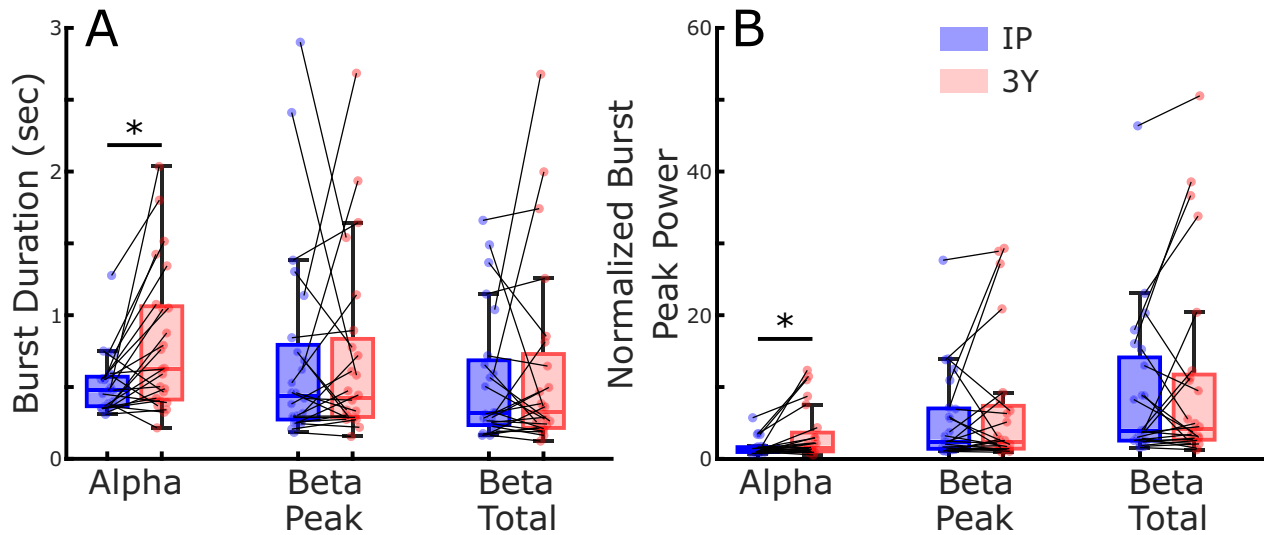 A
Burst Duration (sec)
3
2
1
0
*
Alpha
Beta
Peak
Beta
Total
B
Normalized Burst
Peak Power
60
40
20
0
*
IP
3Y
Alpha
Beta
Peak
Beta
Total